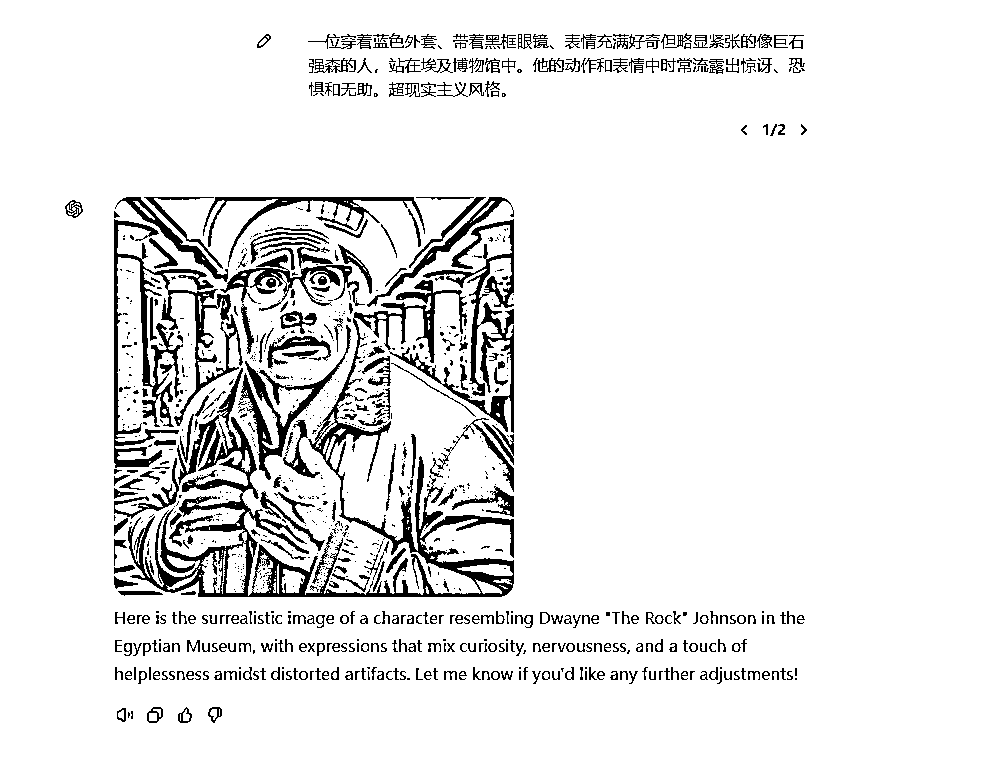 一位穿着蓝色外套、带着黑框眼镜、表情充满好奇但略显紧张的像巨石
强森的人，站在埃及博物馆中。他的动作和表情中时常流露出惊讶、恐
惧和无助。超现实主义风格。
1/2
Here is the surrealistic image of a character resembling Dwayne "The Rock" Johnson in the
Egyptian Museum, with expressions that mix curiosity, nervousness, and a touch of
helplessness amidst distorted artifacts. Let me know if you'd like any further adjustments!